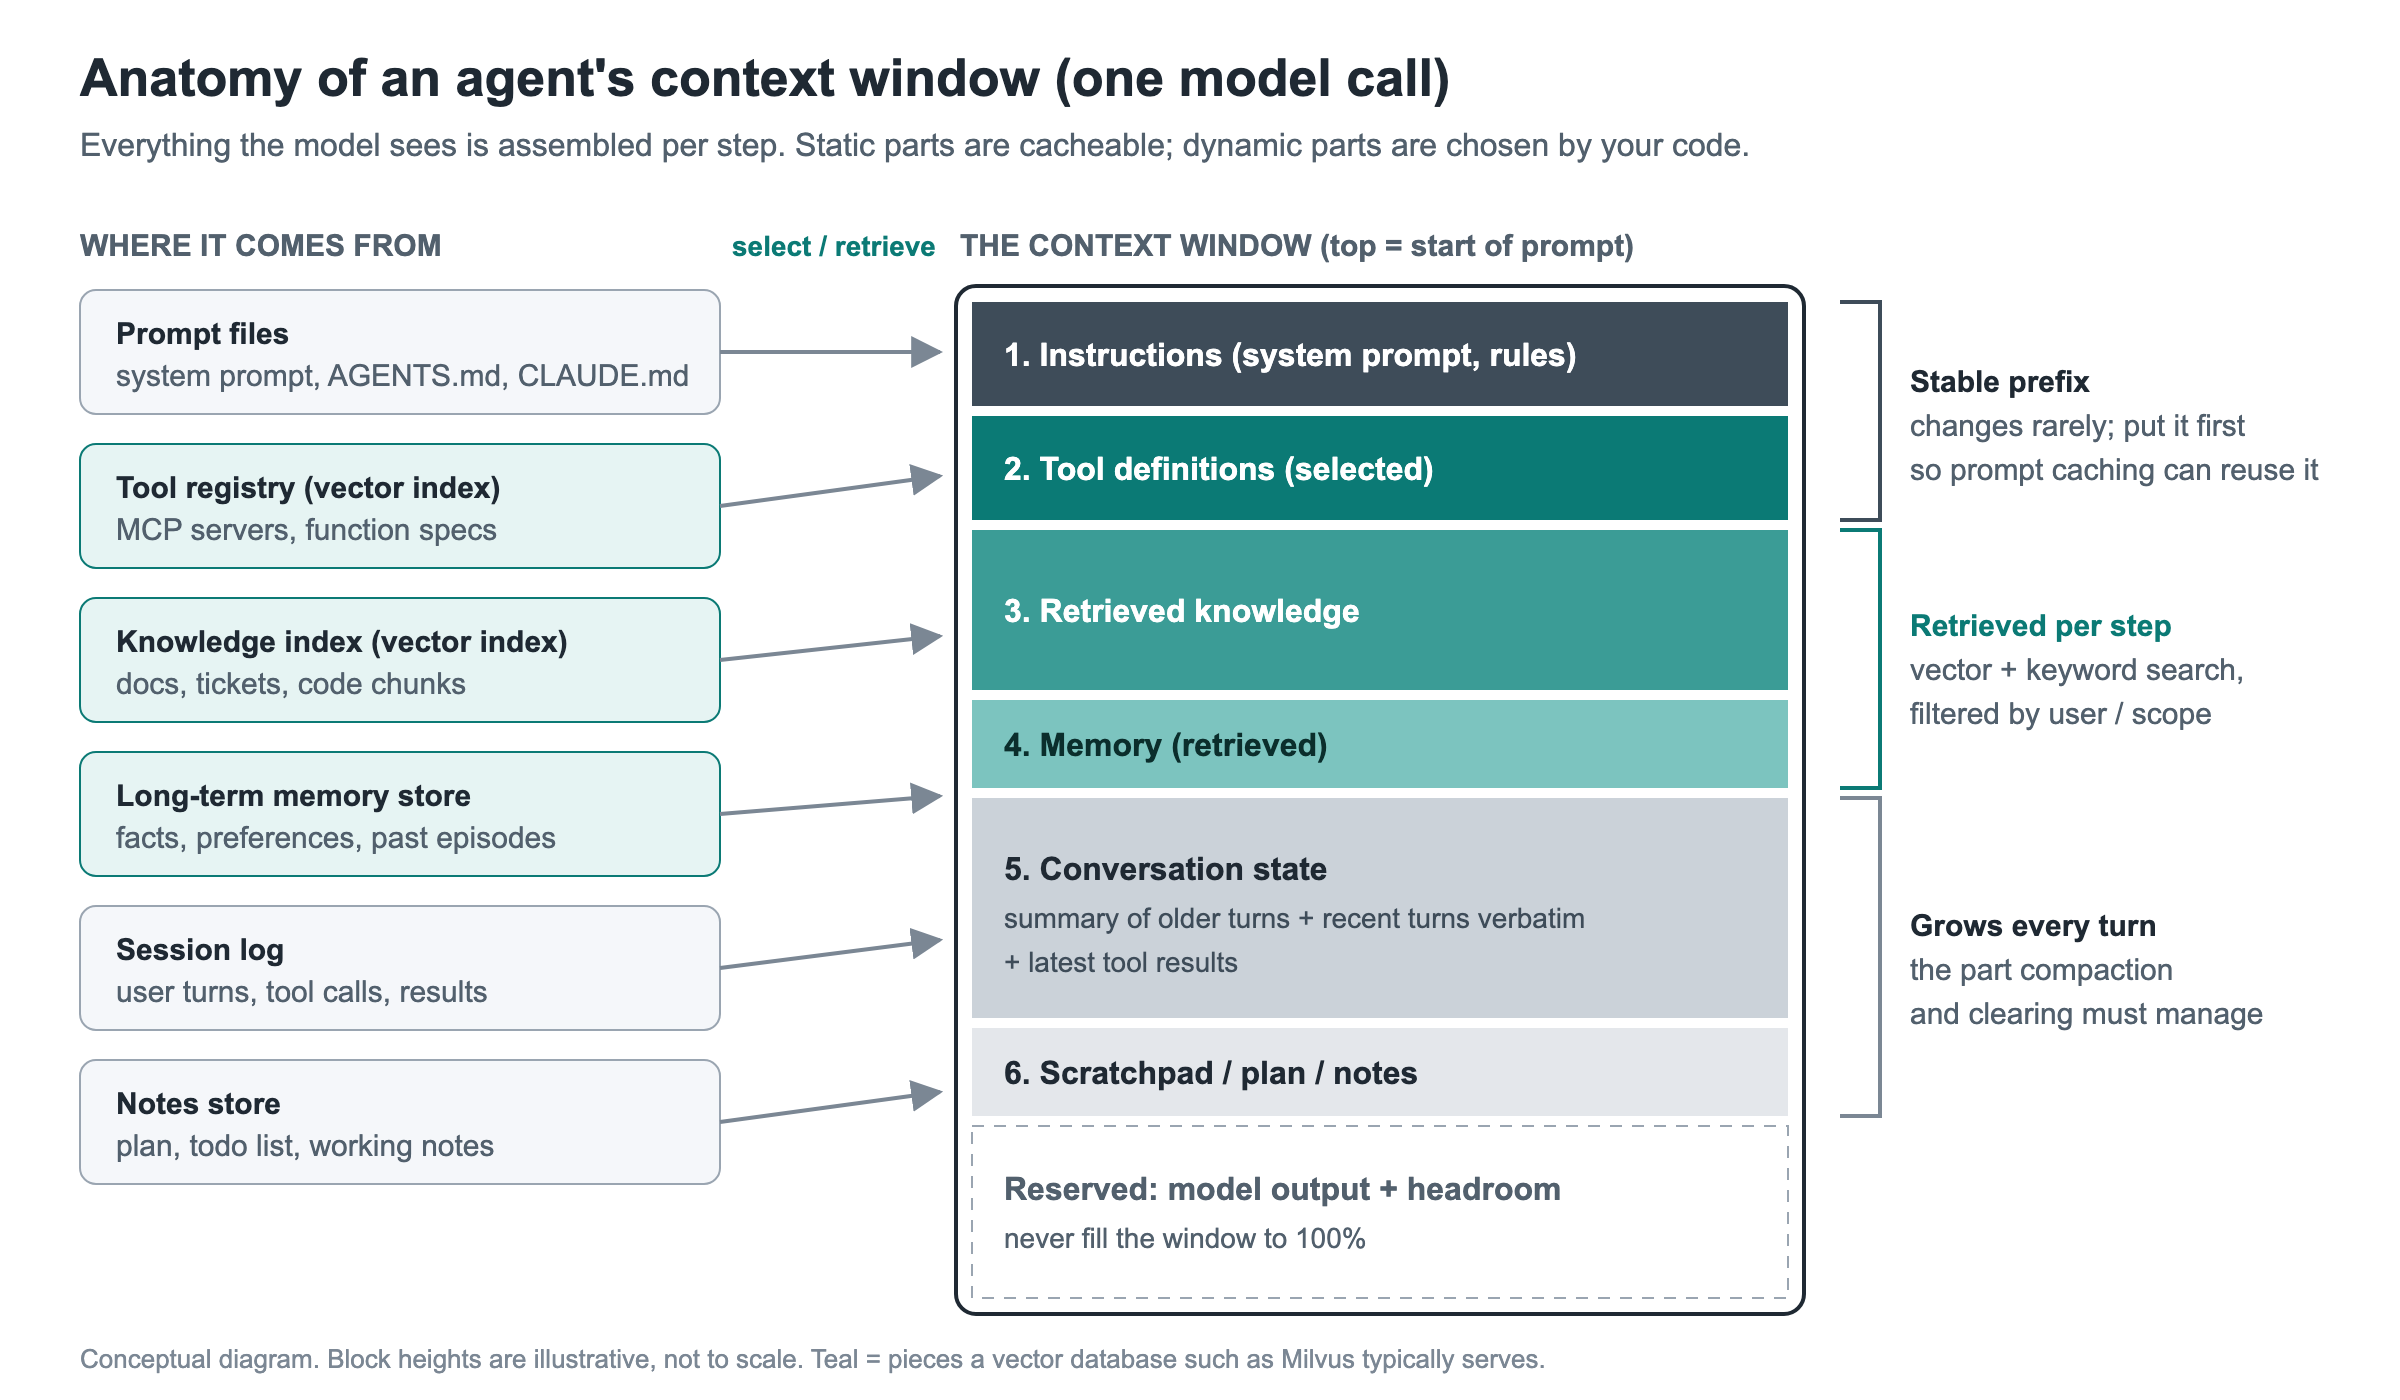 Anatomy of an agent's context window (one model call)
Everything the model sees is assembled per step. Static parts are cacheable; dynamic parts are chosen by your code.
WHERE IT COMES FROM
select / retrieve
THE CONTEXT WINDOW (top = start of prompt)
Prompt files
system prompt, AGENTS.md, CLAUDE.md
Tool registry (vector index)
MCP servers, function specs
Knowledge index (vector index)
docs, tickets, code chunks
Long-term memory store
facts, preferences, past episodes
Session log
user turns, tool calls, results
Notes store
plan, todo list, working notes
1. Instructions (system prompt, rules)
2. Tool definitions (selected)
3. Retrieved knowledge
4. Memory (retrieved)
5. Conversation state
summary of older turns + recent turns verbatim
+ latest tool results
6. Scratchpad / plan / notes
Reserved: model output + headroom
never fill the window to 100%
Stable prefix
changes rarely; put it first
so prompt caching can reuse it
Retrieved per step
vector + keyword search,
filtered by user / scope
Grows every turn
the part compaction
and clearing must manage
Conceptual diagram. Block heights are illustrative, not to scale. Teal = pieces a vector database such as Milvus typically serves.